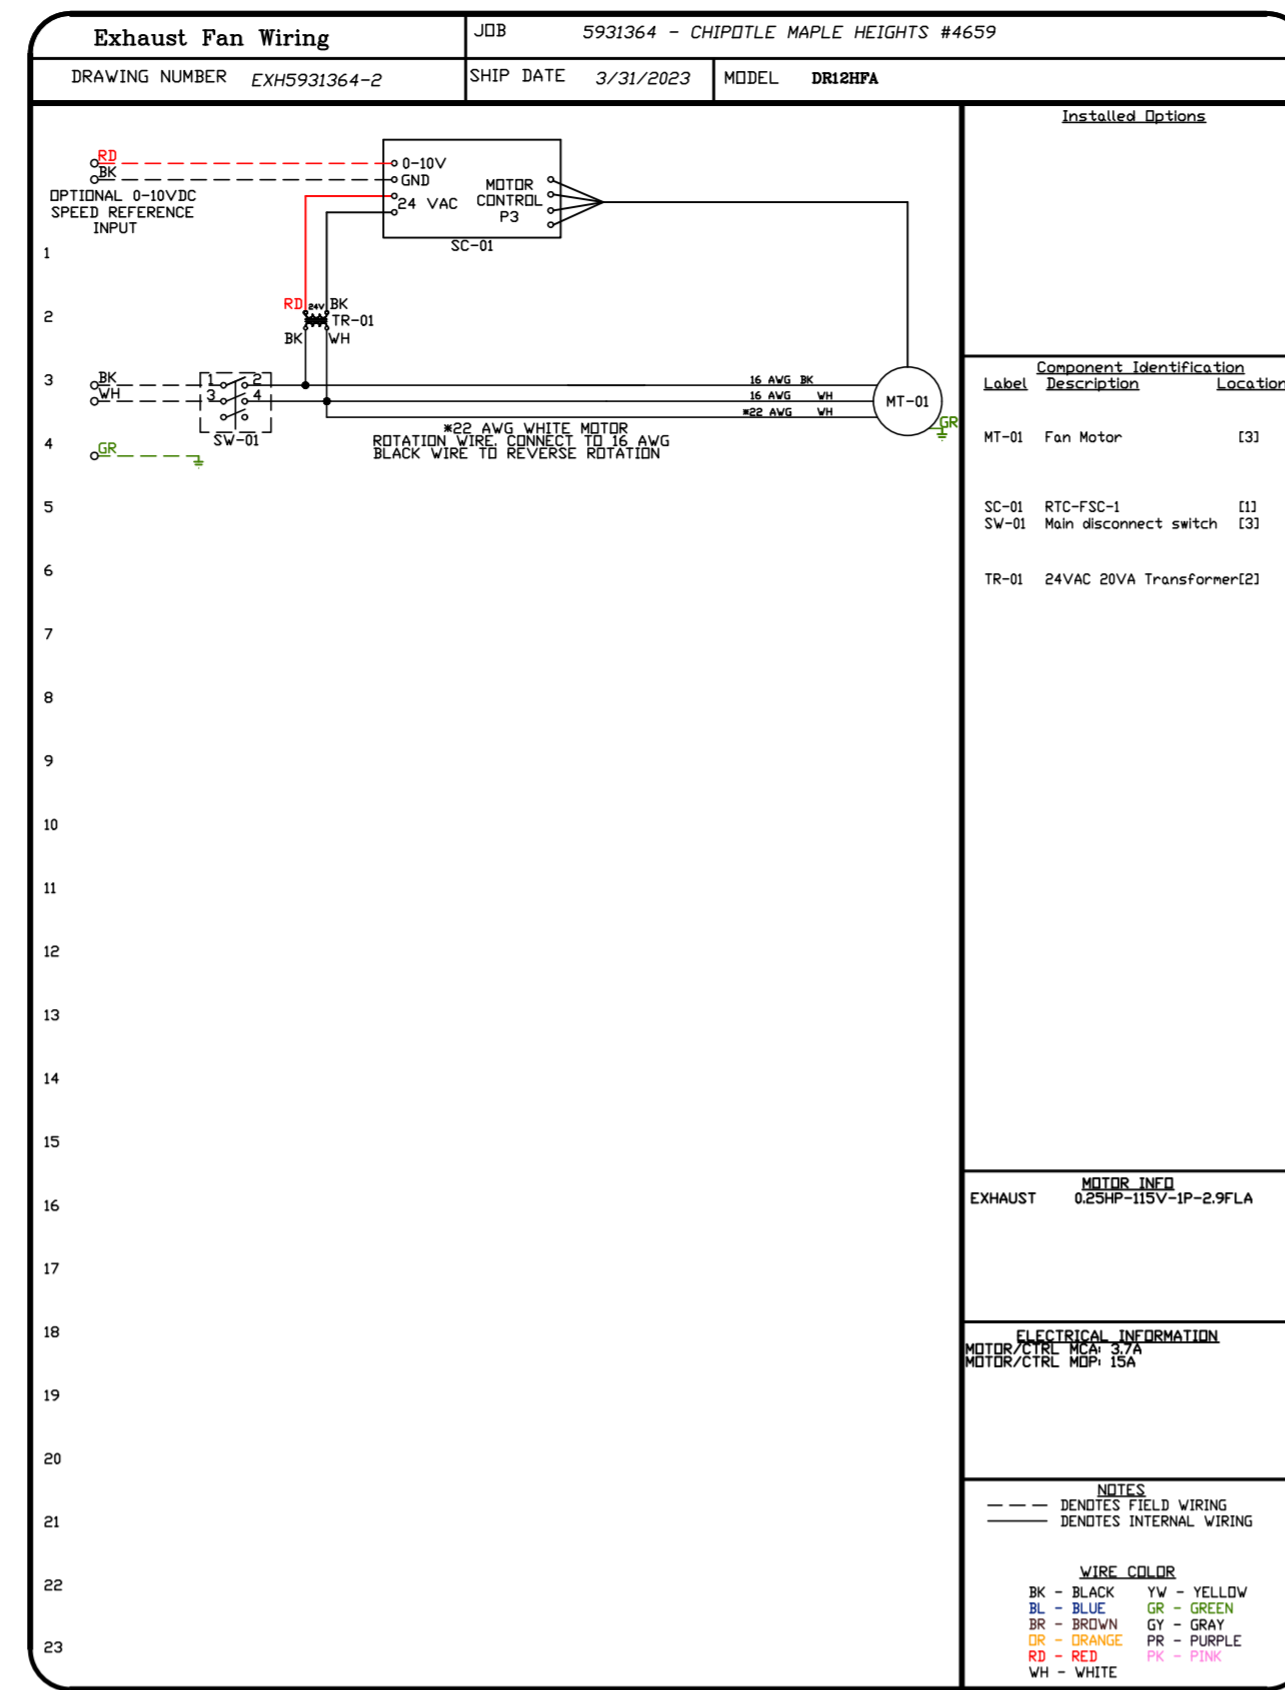 Exhaust Fan Wiring
JOB 5931364 - CHIPOTLE MAPLE HEIGHTS #4659
DRAWING NUMBER EXH5931364-2
SHIP DATE 3/31/2023
MODEL DR12HFA
RD
BK
OPTIONAL 0-10VDC
SPEED REFERENCE
INPUT
0-10V
GND
24 VAC
MOTOR
CONTROL
P3
SC-01
1
RD 24V BK
2
TR-01
BK WH
3
BK
WH
1 2
3 4
SW-01
16 AWG BK
16 AWG WH
*22 AWG WH
MT-01
GR
*22 AWG WHITE MOTOR
ROTATION WIRE. CONNECT TO 16 AWG
BLACK WIRE TO REVERSE ROTATION
4
GR
5
6
7
8
9
10
11
12
13
14
15
16
17
18
19
20
21
22
23
Installed Options
Component Identification
Label Description Location
MT-01 Fan Motor [3]
SC-01 RTC-FSC-1 [1]
SW-01 Main disconnect switch [3]
TR-01 24VAC 20VA Transformer[2]
MOTOR INFO
EXHAUST 0.25HP-115V-1P-2.9FLA
ELECTRICAL INFORMATION
MOTOR/CTRL MCA: 3.7A
MOTOR/CTRL MOP: 15A
NOTES
DENOTES FIELD WIRING
DENOTES INTERNAL WIRING
WIRE COLOR
BK - BLACK YW - YELLOW
BL - BLUE GR - GREEN
BR - BROWN GY - GRAY
OR - ORANGE PR - PURPLE
RD - RED PK - PINK
WH - WHITE